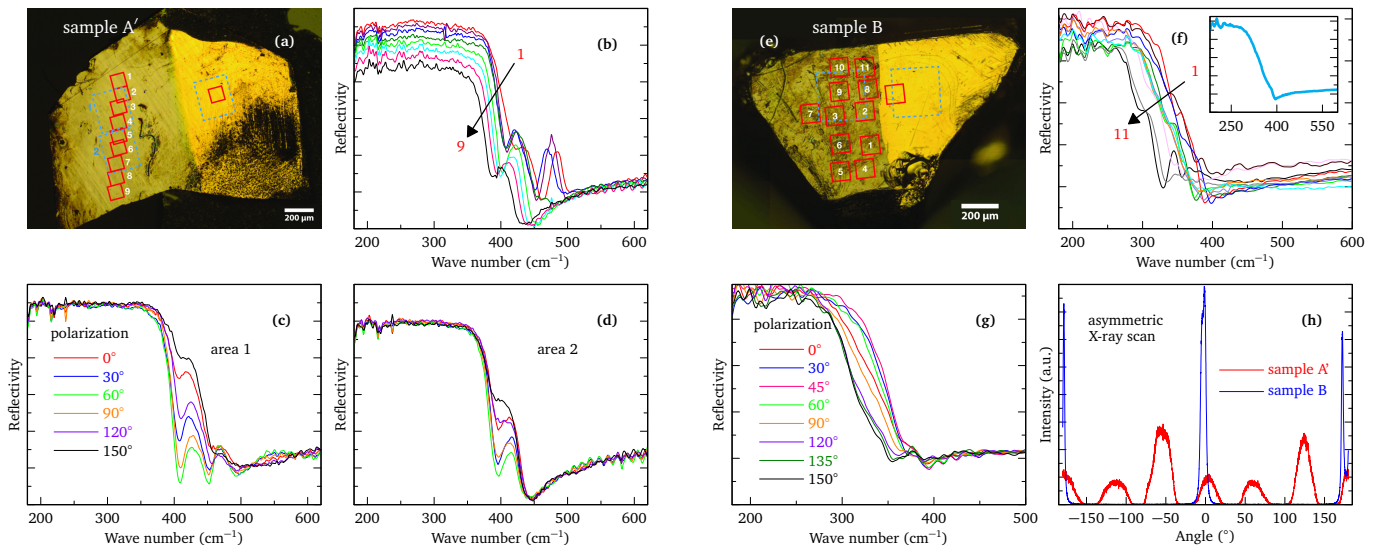 sample A′
(a)
1
2
3
4
5
6
7
8
9
1
2
200 µm
(b)
1
9
Reflectivity
200 300 400 500 600
Wave number (cm⁻¹)
sample B
(e)
10 11
9 8
7 3 2
6 1
5 4
200 µm
(f)
1
11
250 400 550
Reflectivity
200 300 400 500 600
Wave number (cm⁻¹)
(c)
polarization
area 1
0°
30°
60°
90°
120°
150°
Reflectivity
200 300 400 500 600
Wave number (cm⁻¹)
(d)
area 2
Reflectivity
200 300 400 500 600
Wave number (cm⁻¹)
(g)
polarization
0°
30°
45°
60°
90°
120°
135°
150°
Reflectivity
200 300 400 500
Wave number (cm⁻¹)
(h)
asymmetric
X-ray scan
sample A'
sample B
Intensity (a.u.)
−150 −100 −50 0 50 100 150
Angle (°)